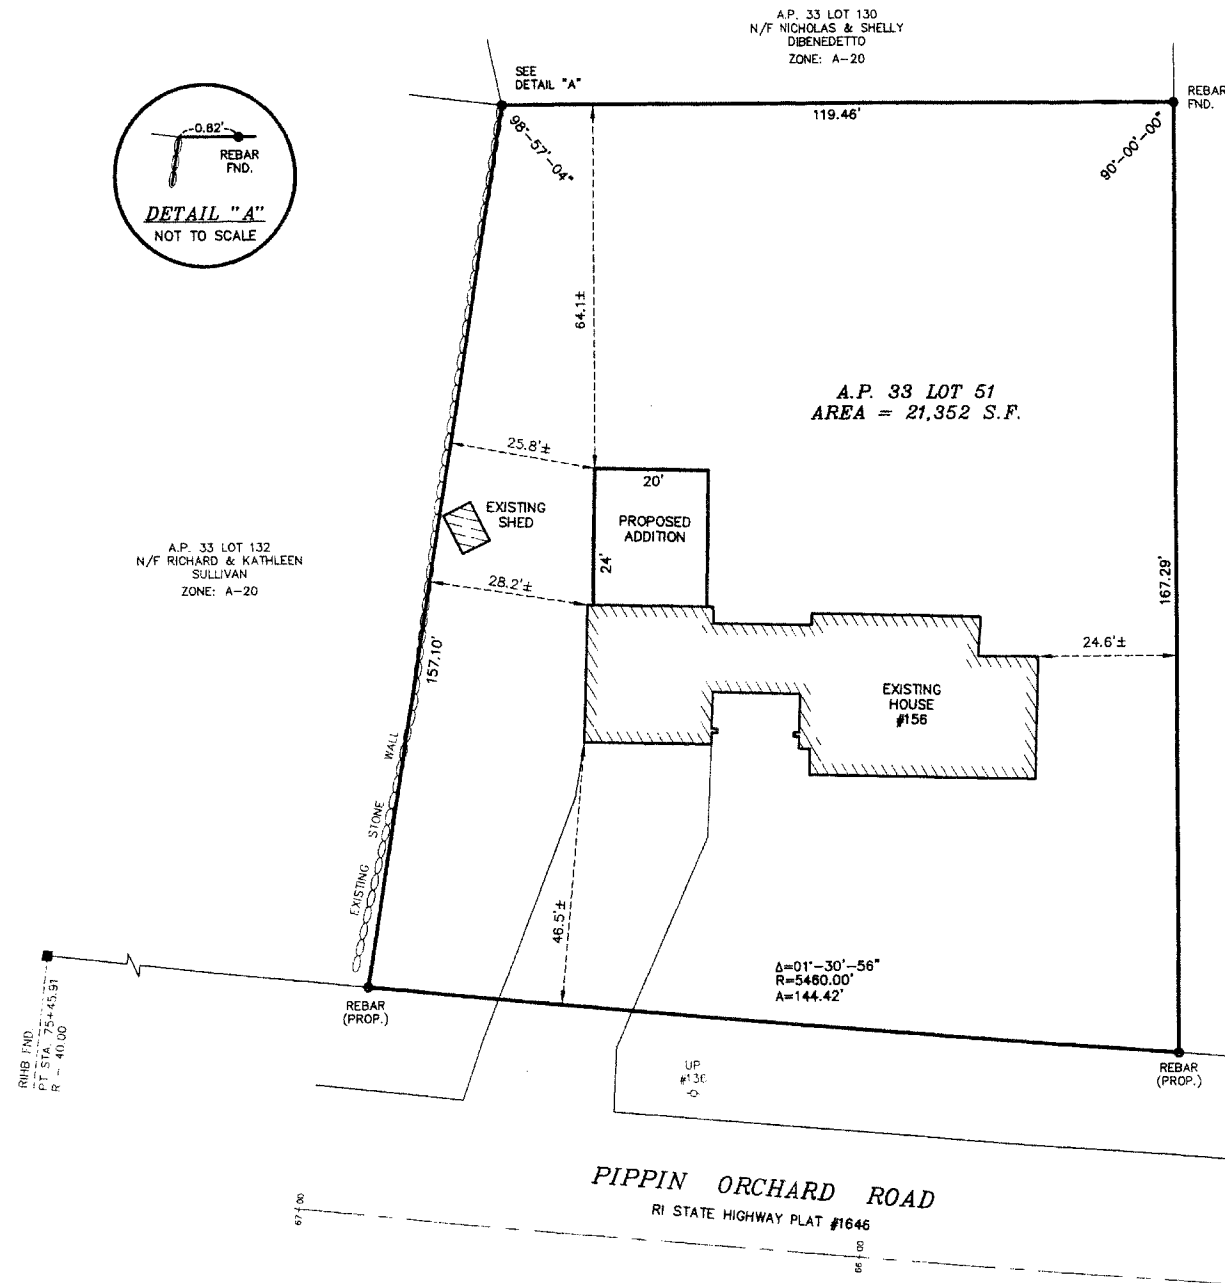 A.P. 33 LOT 130
N/F NICHOLAS & SHELLY
DIBENEDETTO
ZONE: A-20
SEE
DETAIL "A"
REBAR
FND.
119.46'
98°-57'-04"
90°-00'-00"
0.82'
REBAR
FND.
DETAIL "A"
NOT TO SCALE
64.1±
A.P. 33 LOT 51
AREA = 21,352 S.F.
25.8'±
20'
EXISTING
SHED
PROPOSED
ADDITION
24'
A.P. 33 LOT 132
N/F RICHARD & KATHLEEN
SULLIVAN
ZONE: A-20
28.2'±
167.29'
157.10'
24.6'±
EXISTING
HOUSE
#156
EXISTING STONE WALL
46.5'±
Δ=01°-30'-56"
R=5460.00'
A=144.42'
REBAR
(PROP.)
RIHB FND.
PT STA. 75+45.91
R - 40.00
UP
#136
REBAR
(PROP.)
PIPPIN ORCHARD ROAD
RI STATE HIGHWAY PLAT #1646
67+00
66+00